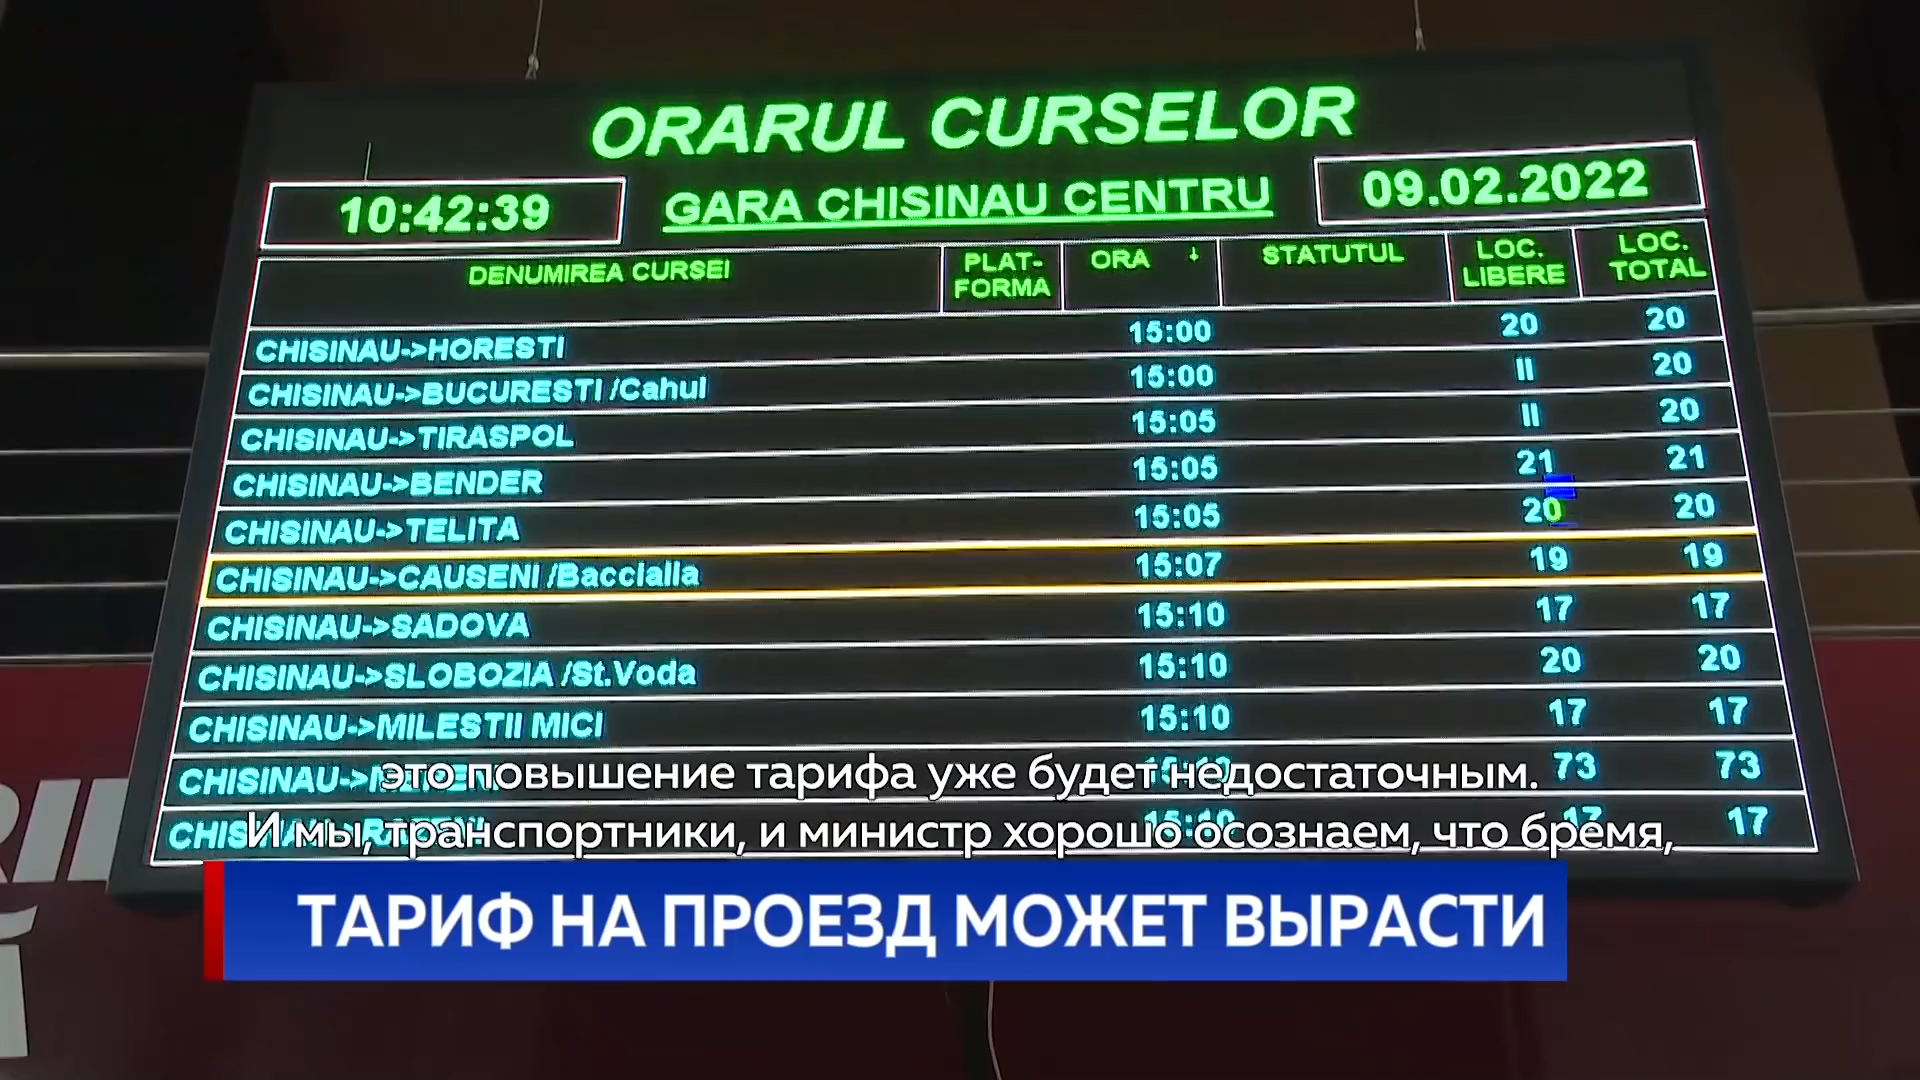 ORARUL CURSELOR
10:42:39 GARA CHISINAU CENTRU 09.02.2022
DENUMIREA CURSEI PLAT-FORMA ORA ↓ STATUTUL LOC. LIBERE LOC. TOTAL
CHISINAU->HORESTI 15:00 20 20
CHISINAU->BUCURESTI /Cahul 15:00 II 20
CHISINAU->TIRASPOL 15:05 II 20
CHISINAU->BENDER 15:05 21 21
CHISINAU->TELITA 15:05 20 20
CHISINAU->CAUSENI /Baccialia 15:07 19 19
CHISINAU->SADOVA 15:10 17 17
CHISINAU->SLOBOZIA /St.Voda 15:10 20 20
CHISINAU->MILESTII MICI 15:10 17 17
CHISINAU-> 73 73
17 17
это повышение тарифа уже будет недостаточным.
И мы, транспортники, и министр хорошо осознаем, что бремя,
ТАРИФ НА ПРОЕЗД МОЖЕТ ВЫРАСТИ